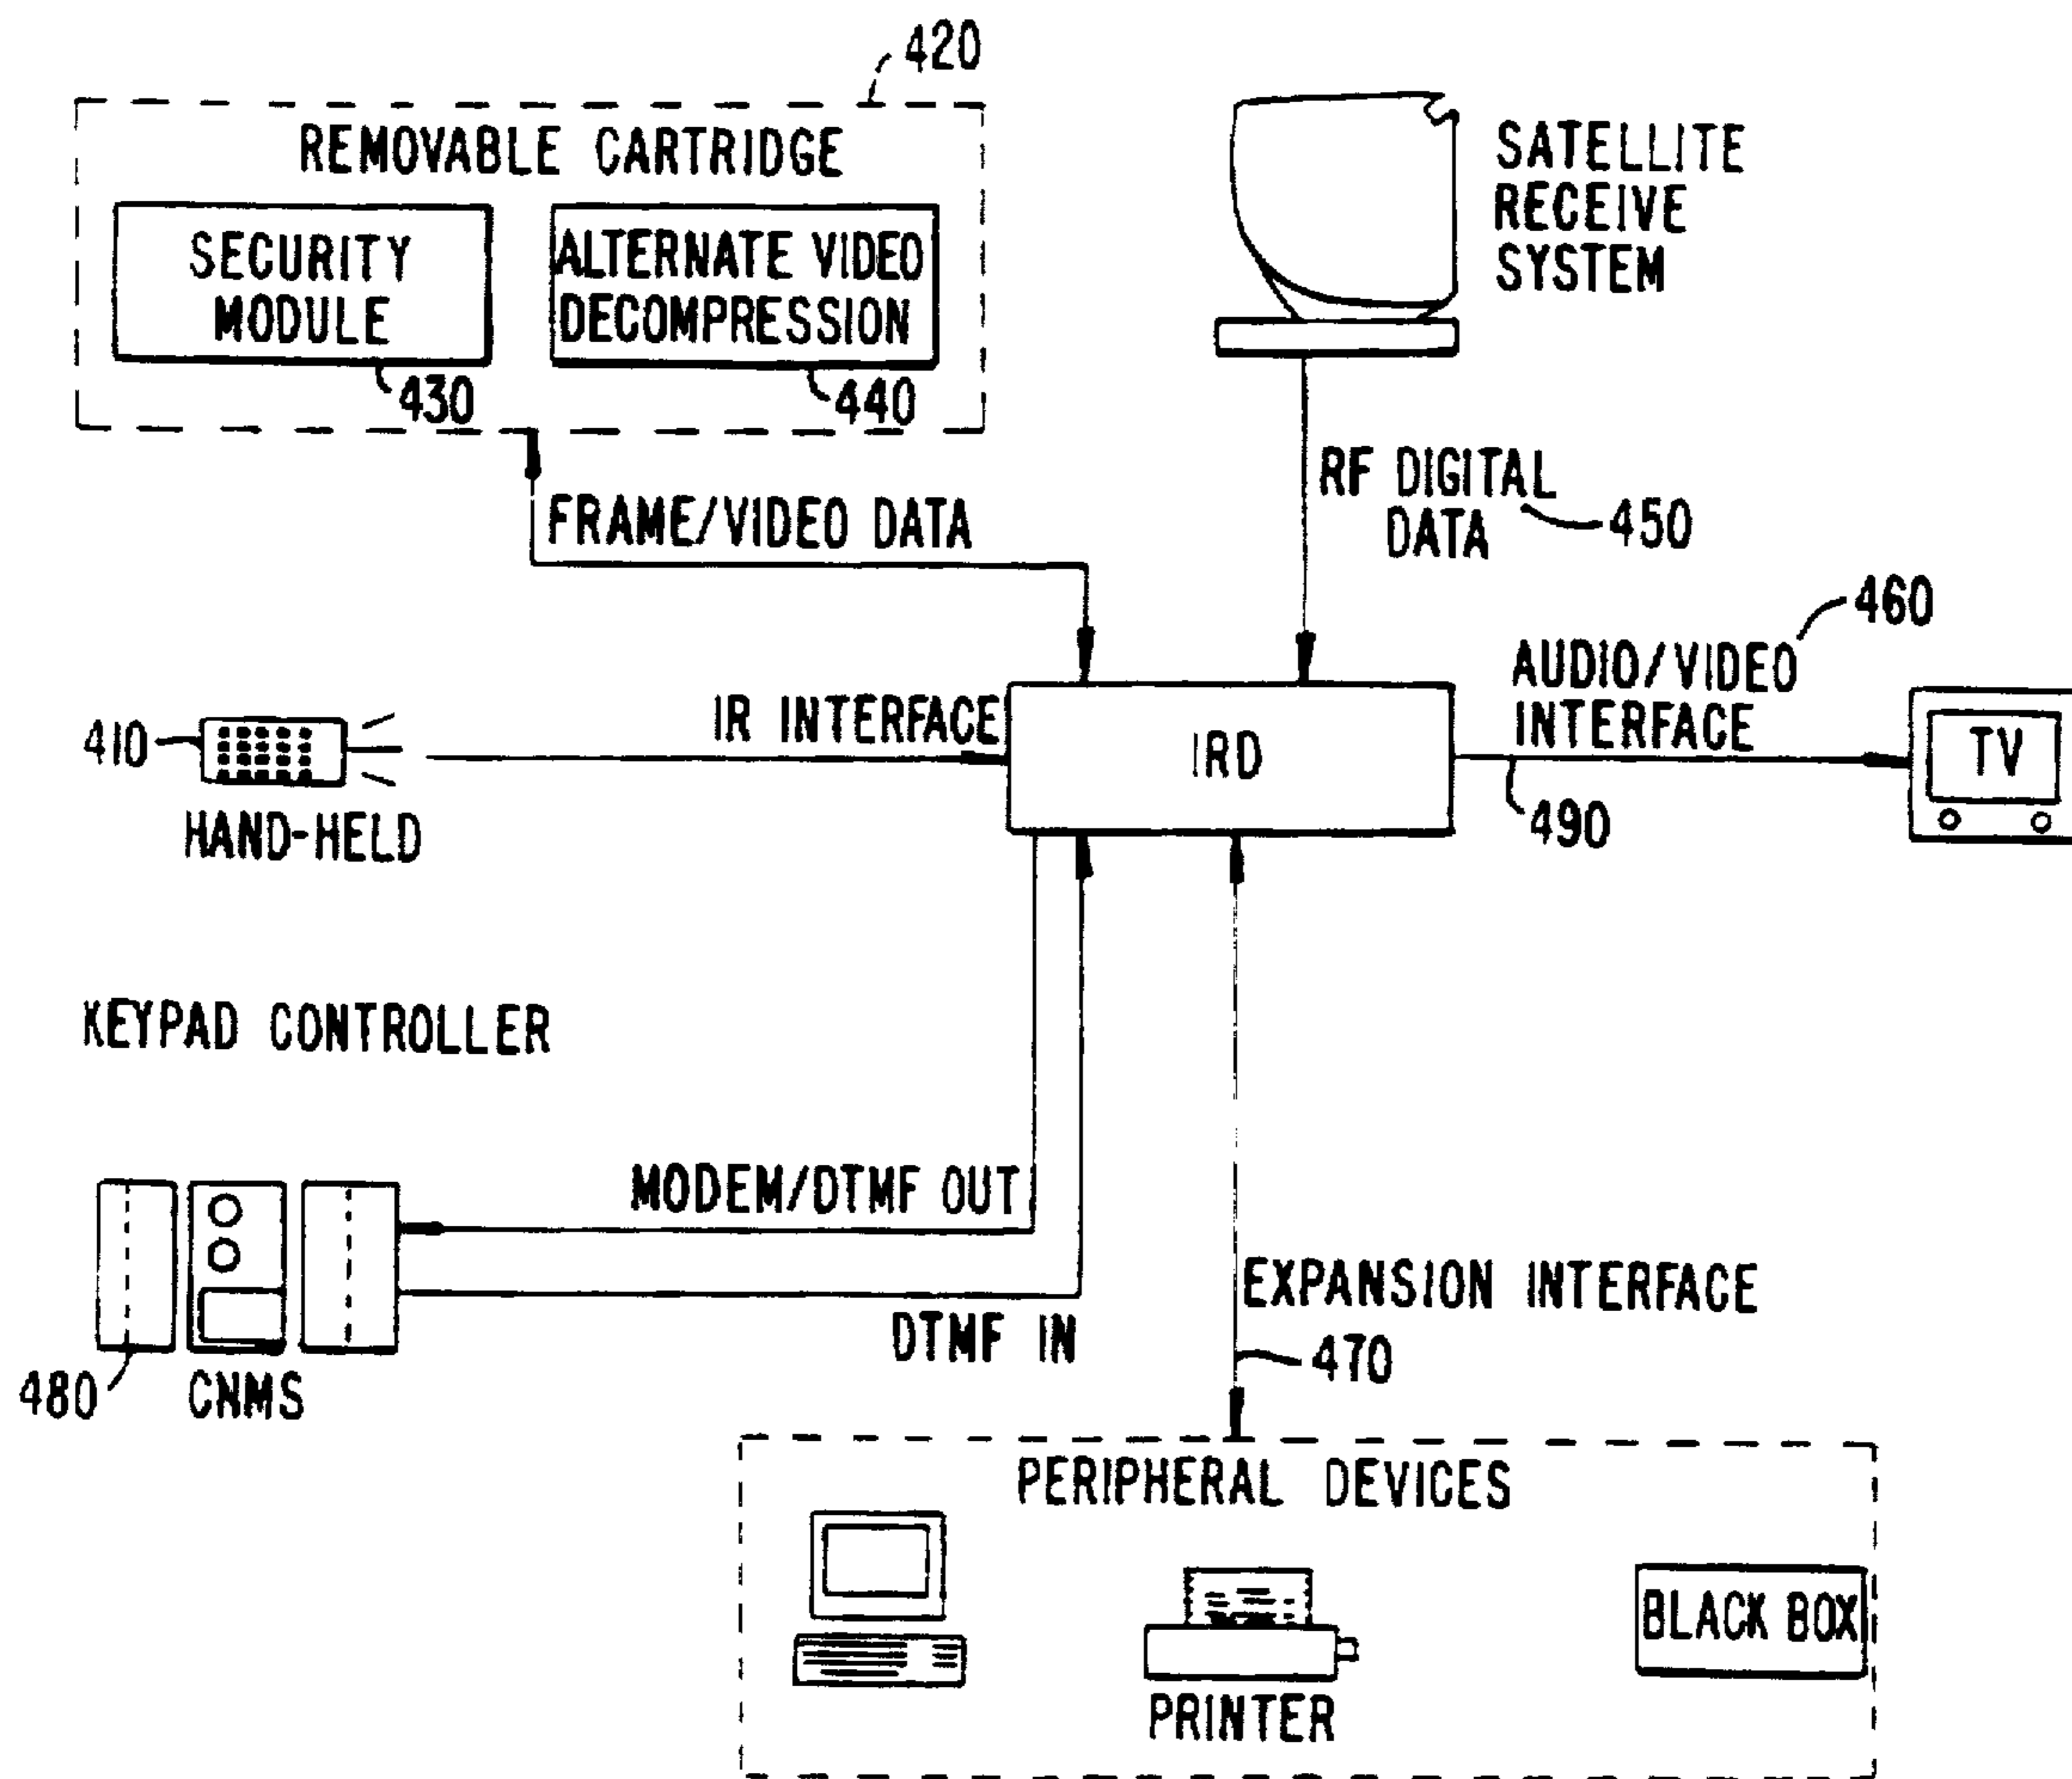 420
REMOVABLE CARTRIDGE
SECURITY
MODULE
430
ALTERNATE VIDEO
DECOMPRESSION
440
SATELLITE
RECEIVE
SYSTEM
FRAME/VIDEO DATA
RF DIGITAL
DATA
450
460
AUDIO/VIDEO
INTERFACE
490
TV
410
HAND-HELD
IR INTERFACE
IRD
KEYPAD CONTROLLER
MODEM/DTMF OUT
DTMF IN
480
CNMS
EXPANSION INTERFACE
470
PERIPHERAL DEVICES
PRINTER
BLACK BOX